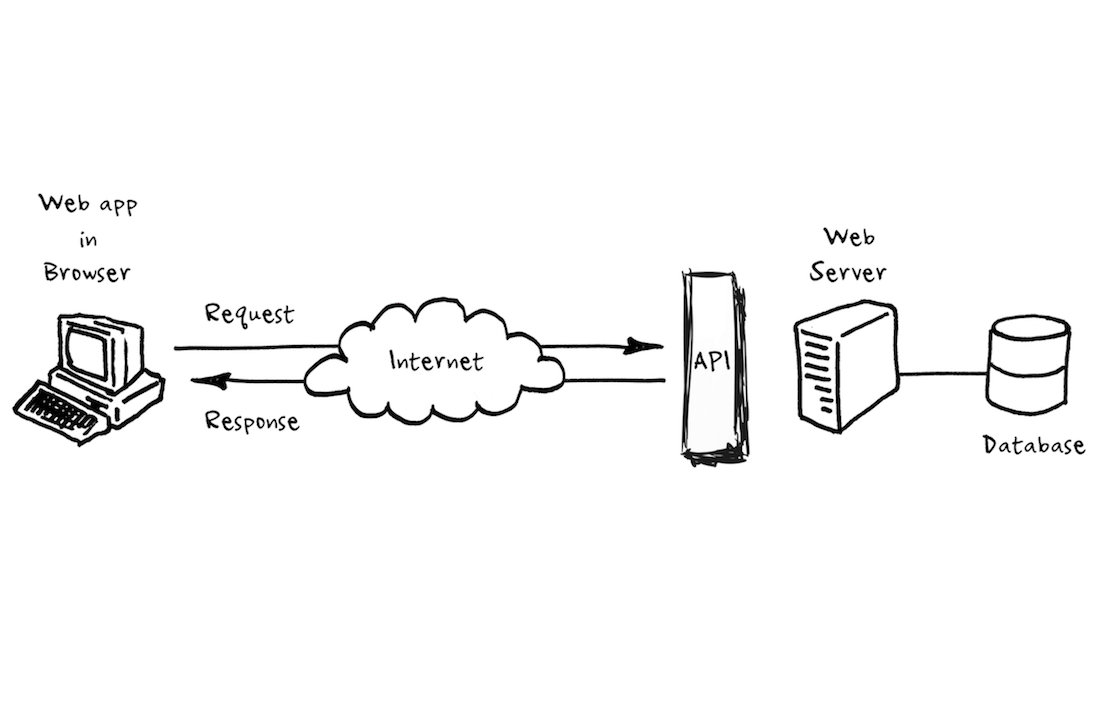 Web app
in
Browser
Request
Response
Internet
API
Web
Server
Database